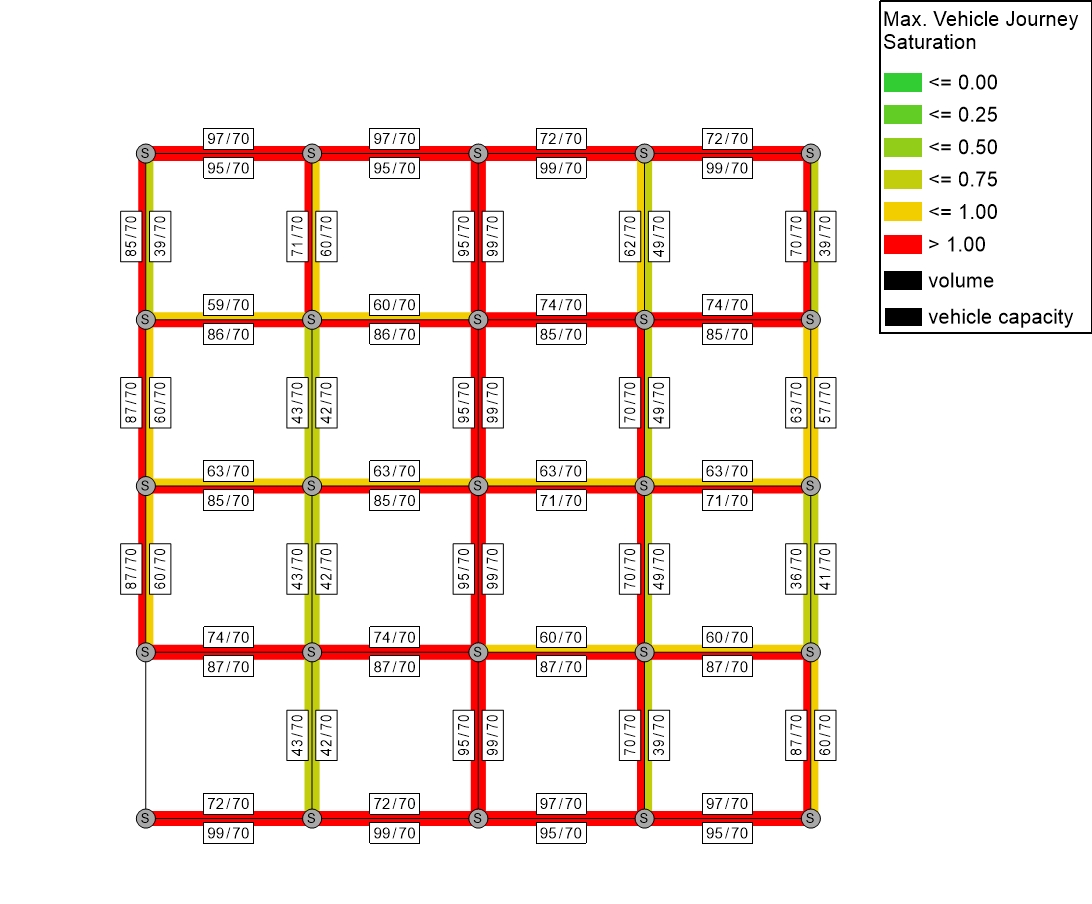 Max. Vehicle Journey
Saturation
<= 0.00
<= 0.25
<= 0.50
<= 0.75
<= 1.00
> 1.00
volume
vehicle capacity
97/70 97/70 72/70 72/70
S S S S S
95/70 95/70 99/70 99/70
85/70 39/70 71/70 60/70 95/70 99/70 62/70 49/70 70/70 39/70
59/70 60/70 74/70 74/70
S S S S S
86/70 86/70 85/70 85/70
87/70 60/70 43/70 42/70 95/70 99/70 70/70 49/70 63/70 57/70
63/70 63/70 63/70 63/70
S S S S S
85/70 85/70 71/70 71/70
87/70 60/70 43/70 42/70 95/70 99/70 70/70 49/70 36/70 41/70
74/70 74/70 60/70 60/70
S S S S S
87/70 87/70 87/70 87/70
43/70 42/70 95/70 99/70 70/70 39/70 87/70 60/70
72/70 72/70 97/70 97/70
S S S S S
99/70 99/70 95/70 95/70